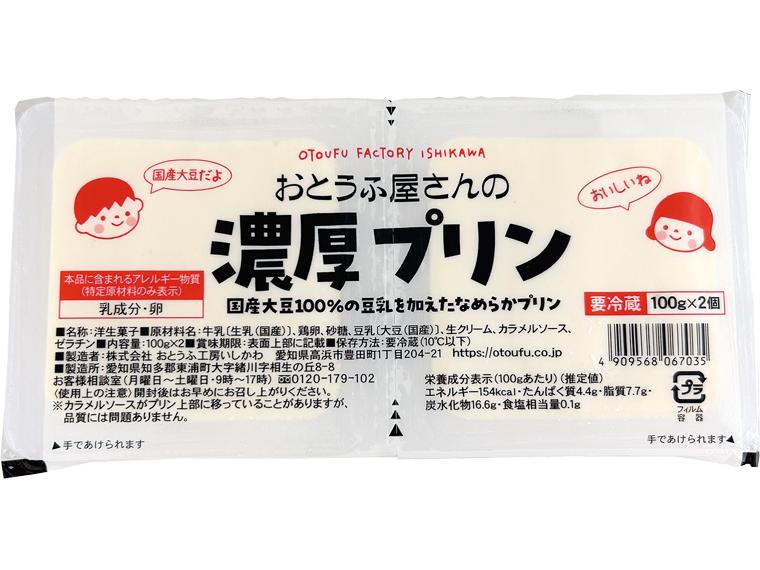 OTOUFU FACTORY ISHIKAWA
国産大豆だよ
おとうふ屋さんの
おいしいね
濃厚プリン
国産大豆100%の豆乳を加えたなめらかプリン
本品に含まれるアレルギー物質
(特定原材料のみ表示)
乳成分・卵
要冷蔵 100g×2個
■名称:洋生菓子■原材料名:牛乳[生乳(国産)]、鶏卵、砂糖、豆乳[大豆(国産)]、生クリーム、カラメルソース、
ゼラチン■内容量:100g×2■賞味期限:表面上部に記載■保存方法:要冷蔵(10℃以下)
■製造者:株式会社 おとうふ工房いしかわ 愛知県高浜市豊田町1丁目204-21 https://otoufu.co.jp
■製造所:愛知県知多郡東浦町大字緒川字相生の丘8-8
お客様相談室(月曜日〜土曜日・9時〜17時) 0120-179-102
〈使用上の注意〉開封後はお早めにお召し上がりください。
※カラメルソースがプリン上部に移っていることがありますが、
品質には問題ありません。
4 909568 067035
栄養成分表示(100gあたり)(推定値)
エネルギー154kcal・たんぱく質4.4g・脂質7.7g・
炭水化物16.6g・食塩相当量0.1g
プラ
フィルム
容器
▲手であけられます
手であけられます▲